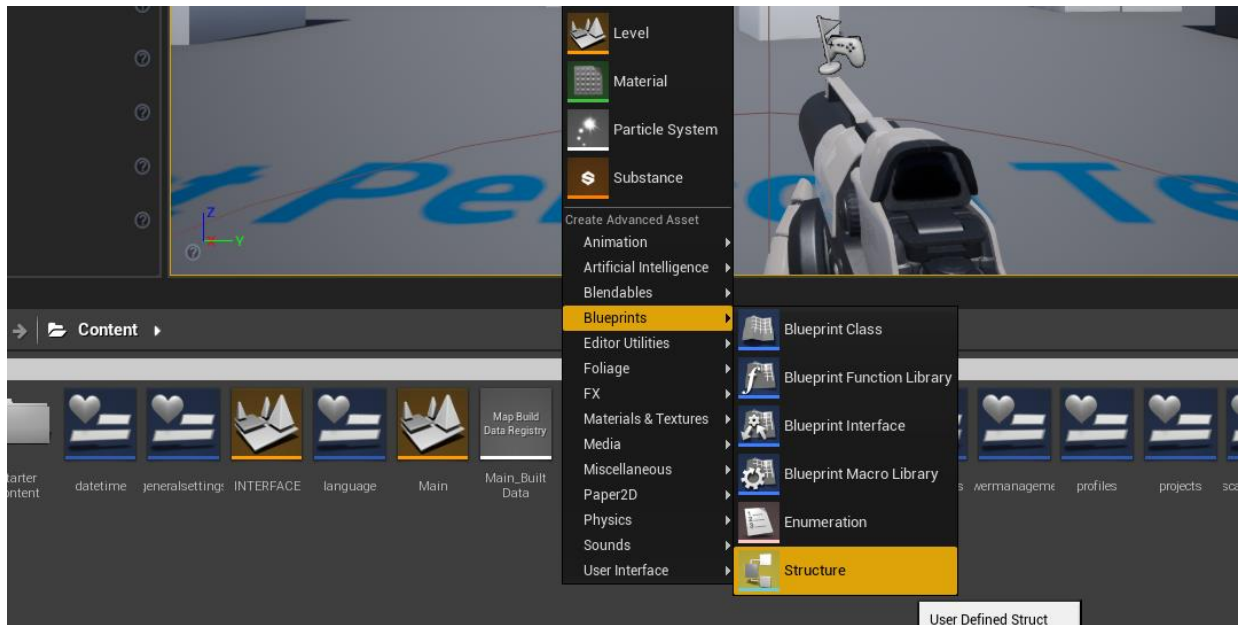 Level
Material
Particle System
Substance
Create Advanced Asset
Animation
Artificial Intelligence
Blendables
Blueprints
Editor Utilities
Foliage
FX
Materials & Textures
Media
Miscellaneous
Paper2D
Physics
Sounds
User Interface
Blueprint Class
Blueprint Function Library
Blueprint Interface
Blueprint Macro Library
Enumeration
Structure
User Defined Struct
Z
Y
Content
datetime
generalsettings
INTERFACE
language
Main
Map Build
Data Registry
Main_Built
Data
profiles
projects